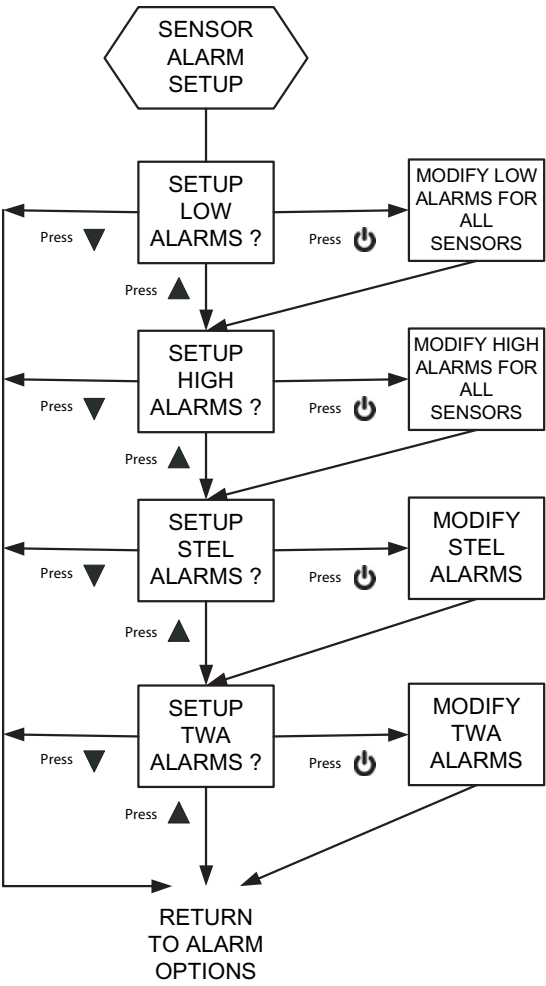 SENSOR
ALARM
SETUP
SETUP
LOW
ALARMS ?
MODIFY LOW
ALARMS FOR
ALL
SENSORS
Press
Press
Press
SETUP
HIGH
ALARMS ?
MODIFY HIGH
ALARMS FOR
ALL
SENSORS
Press
Press
Press
SETUP
STEL
ALARMS ?
MODIFY
STEL
ALARMS
Press
Press
Press
SETUP
TWA
ALARMS ?
MODIFY
TWA
ALARMS
Press
Press
Press
RETURN
TO ALARM
OPTIONS